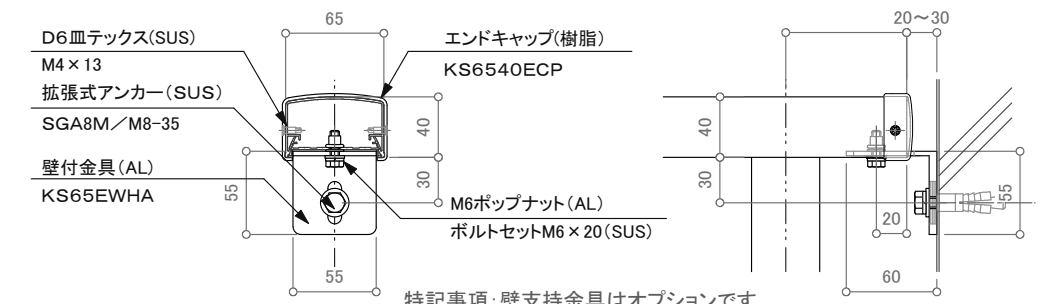 65
20～30
D6皿テックス(SUS)
M4×13
拡張式アンカー(SUS)
SGA8M／M8-35
壁付金具(AL)
KS65EWHA
エンドキャップ(樹脂)
KS6540ECP
40
30
55
55
M6ポップナット(AL)
ボルトセットM6×20(SUS)
40
30
20
60
55
特記事項:壁支持金具はオプションです